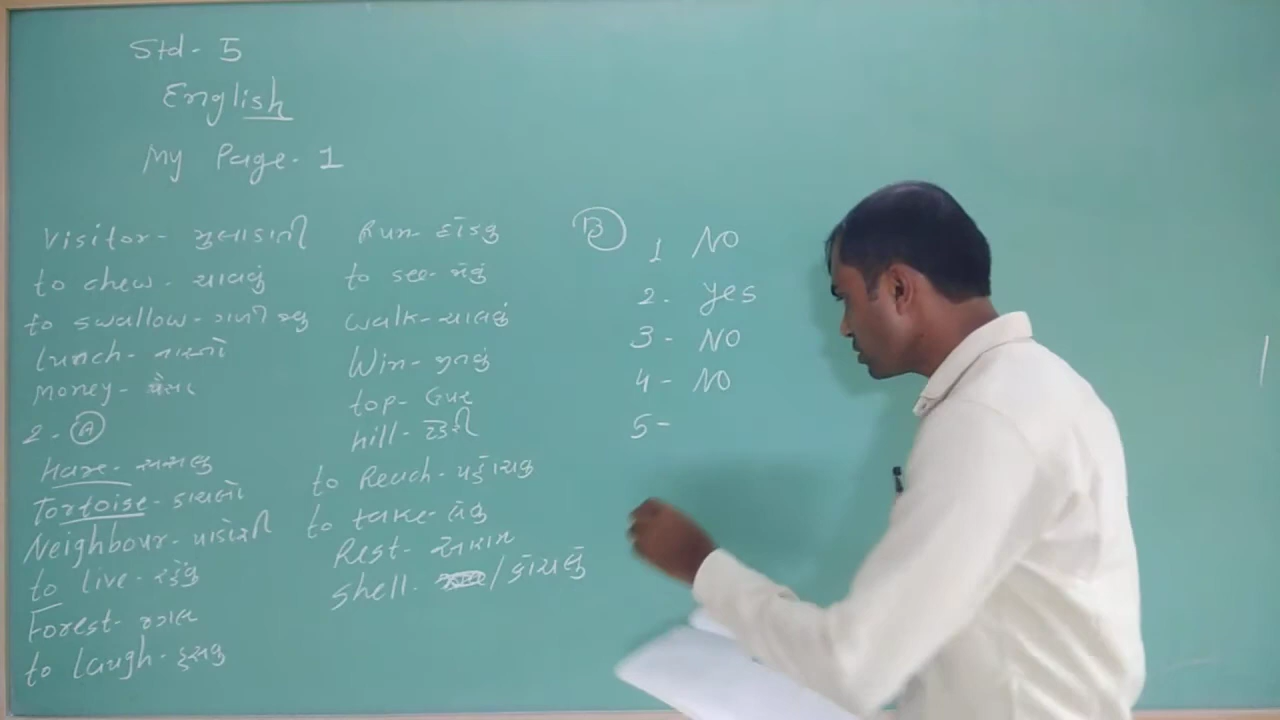 Std - 5
English
My Page - 1
Visitor - મુલાકાતી
to chew - ચાવવું
to swallow - ગળી જવુ
Lunch - નાસ્તો
Money - પૈસા
2 - A
Hare - સસલુ
Tortoise - કાચબો
Neighbour - પાડોશી
to live - રહેવુ
Forest - જંગલ
to laugh - હસવુ
Run - દોડવુ
to see -
Walk - ચાલવું
Win - જીતવું
top - ઉપર
hill - ટેકરી
to Reach - પહોચવુ
to take - લેવુ
Rest - આરામ
Shell - / કોચલું
B
1 NO
2 - yes
3 - NO
4 - NO
5 -